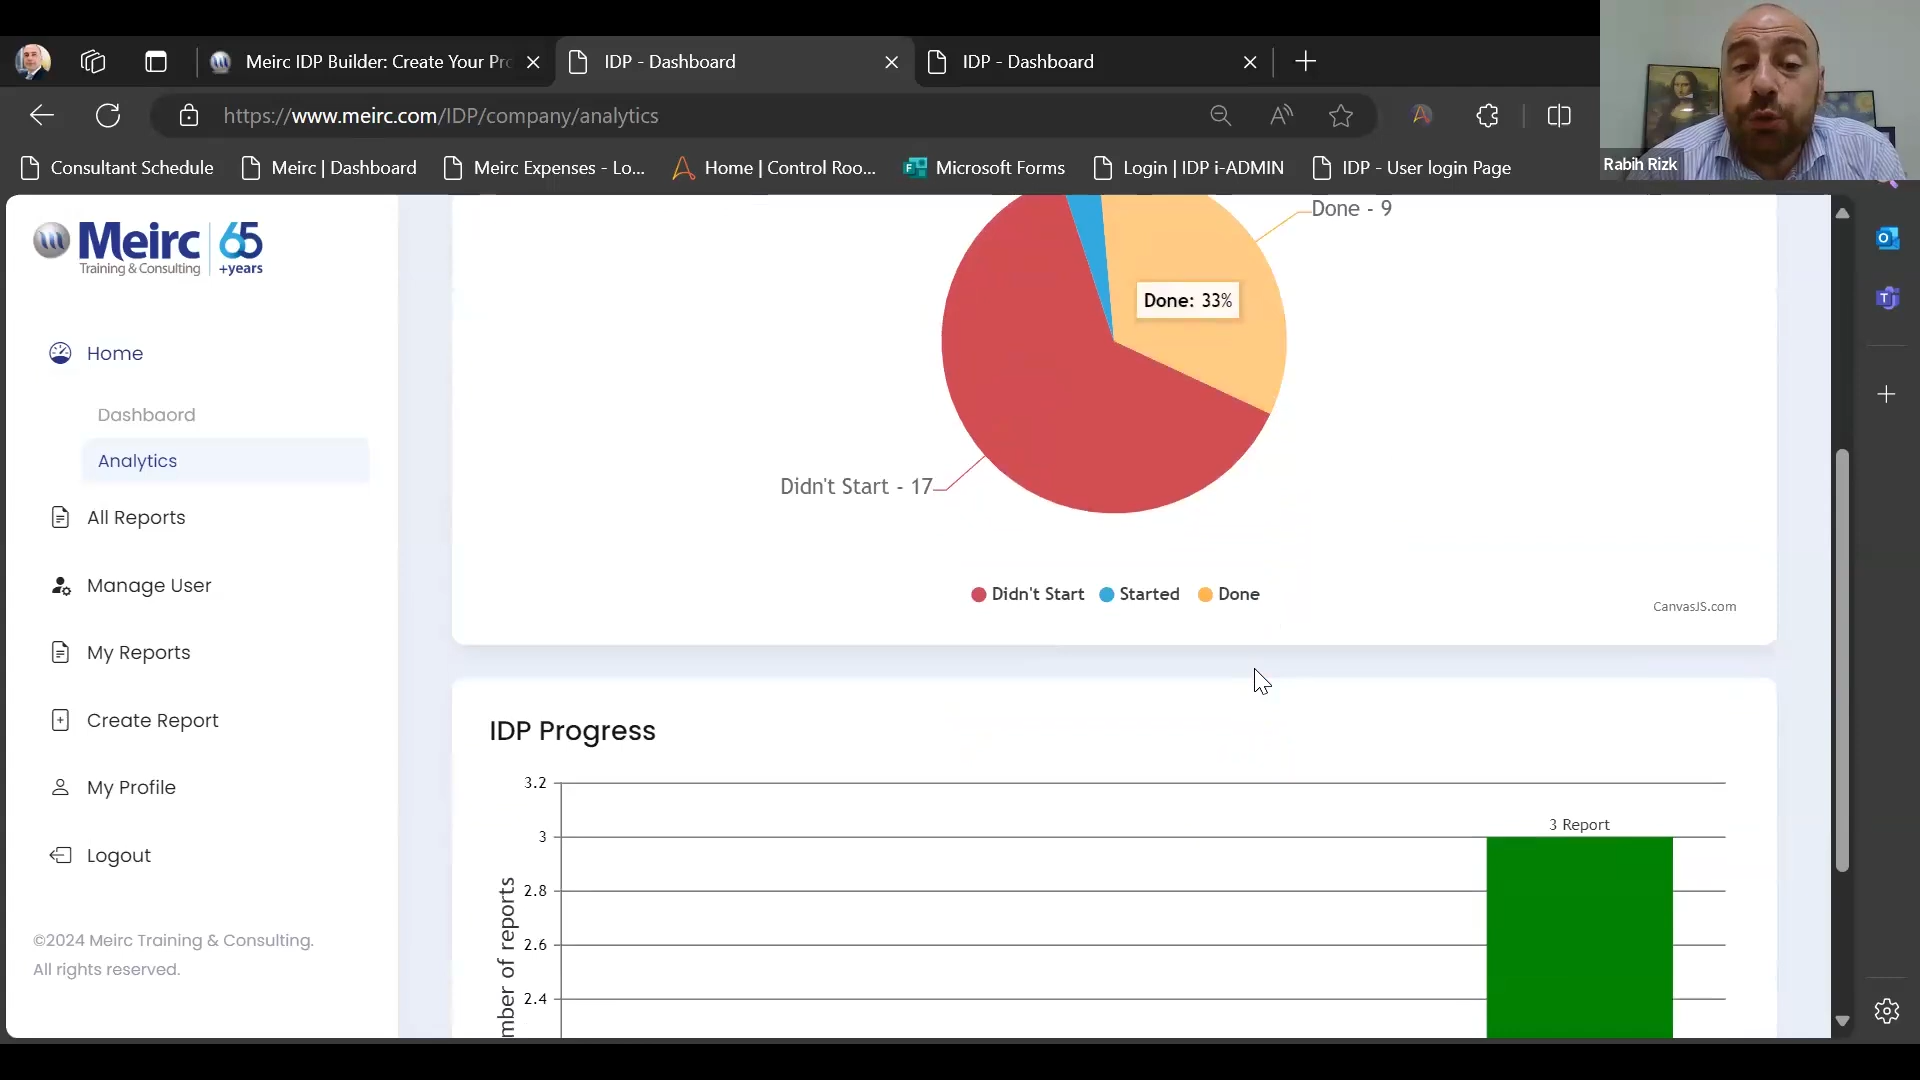 Meirc IDP Builder: Create Your Pr
IDP - Dashboard
IDP - Dashboard
https://www.meirc.com/IDP/company/analytics
Rabih Rizk
Consultant Schedule
Meirc | Dashboard
Meirc Expenses - Lo...
Home | Control Roo...
Microsoft Forms
Login | IDP i-ADMIN
IDP - User login Page
Meirc 65
Training & Consulting +years
Home
Dashbaord
Analytics
All Reports
Manage User
My Reports
Create Report
My Profile
Logout
©2024 Meirc Training & Consulting.
All rights reserved.
Done - 9
Done: 33%
Didn't Start - 17
Didn't Start Started Done
CanvasJS.com
IDP Progress
3.2
3 Report
3
2.8
2.6
2.4
mber of reports